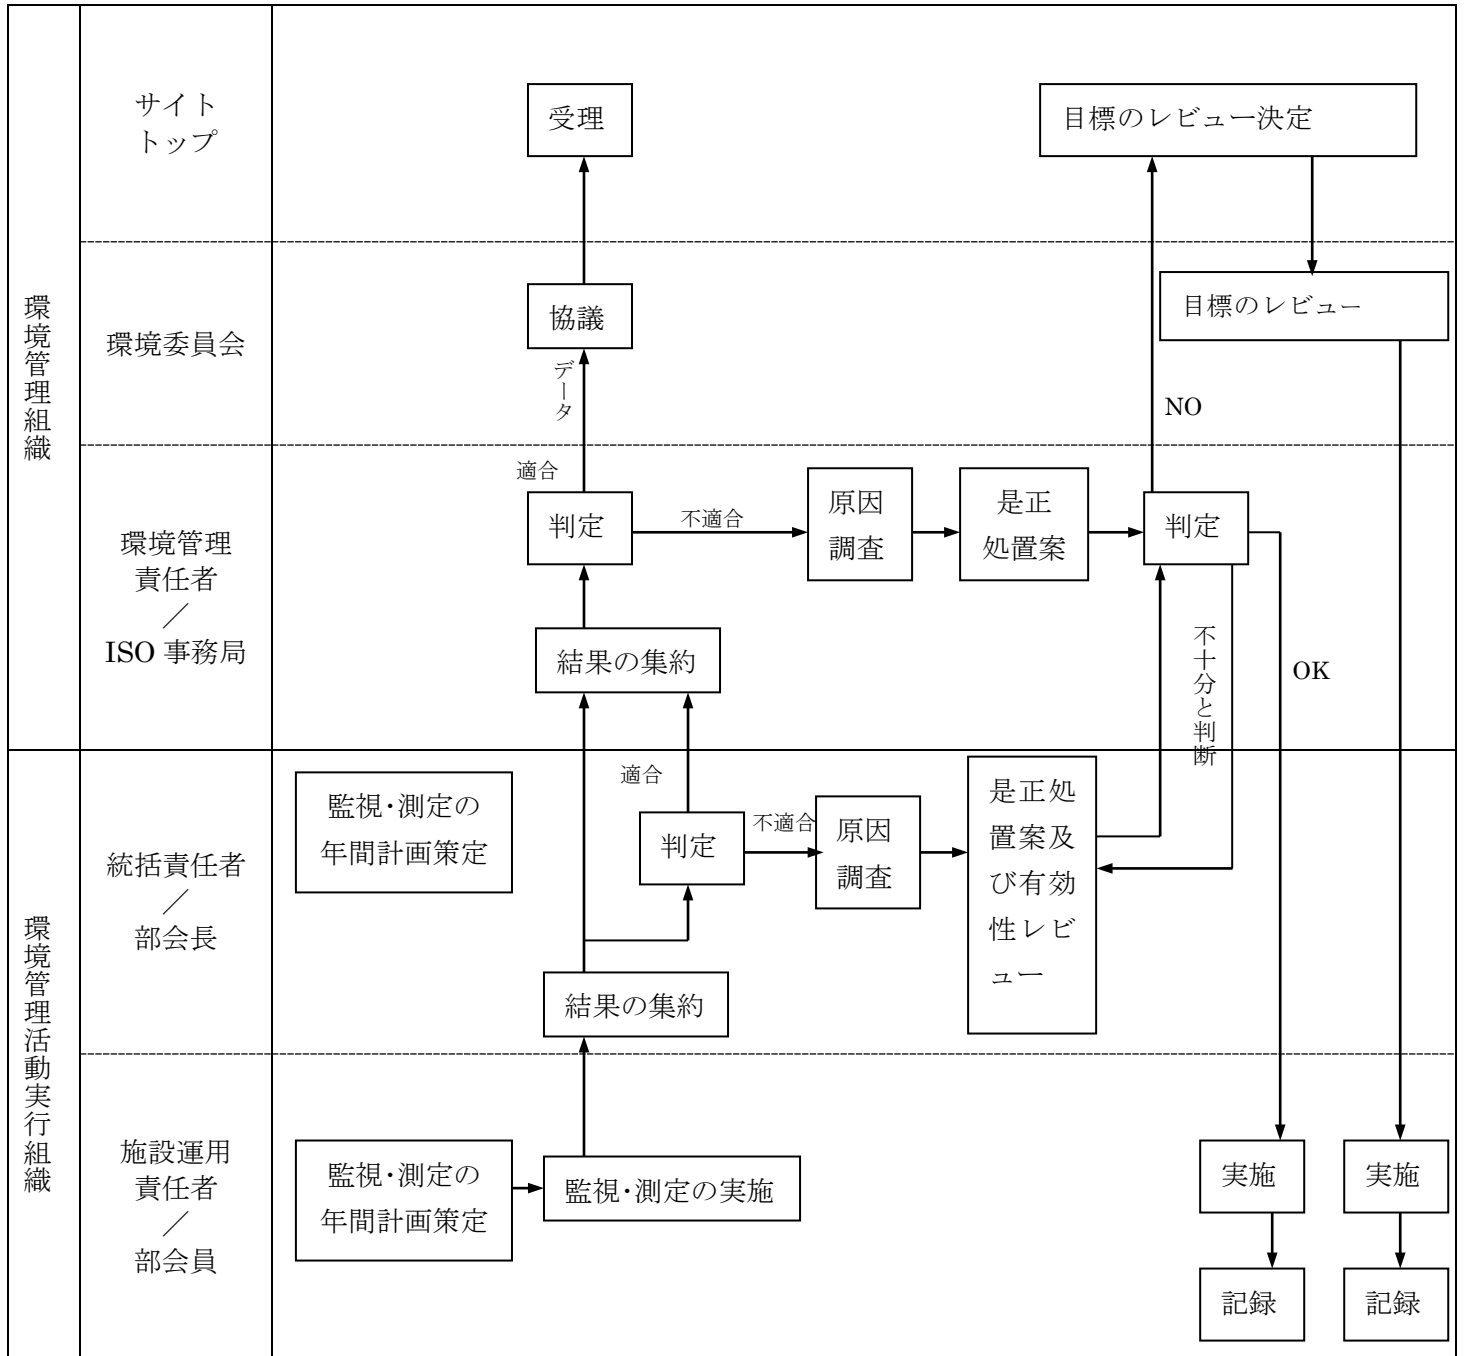 環境管理組織
サイト
トップ
受理
目標のレビュー決定
環境委員会
協議
データ
目標のレビュー
NO
環境管理
責任者
／
ISO 事務局
適合
判定
不適合
原因
調査
是正
処置案
判定
結果の集約
不十分と判断
OK
環境管理活動実行組織
統括責任者
／
部会長
監視・測定の
年間計画策定
適合
判定
不適合
原因
調査
是正処
置案及
び有効
性レビ
ュー
結果の集約
施設運用
責任者
／
部会員
監視・測定の
年間計画策定
監視・測定の実施
実施
実施
記録
記録